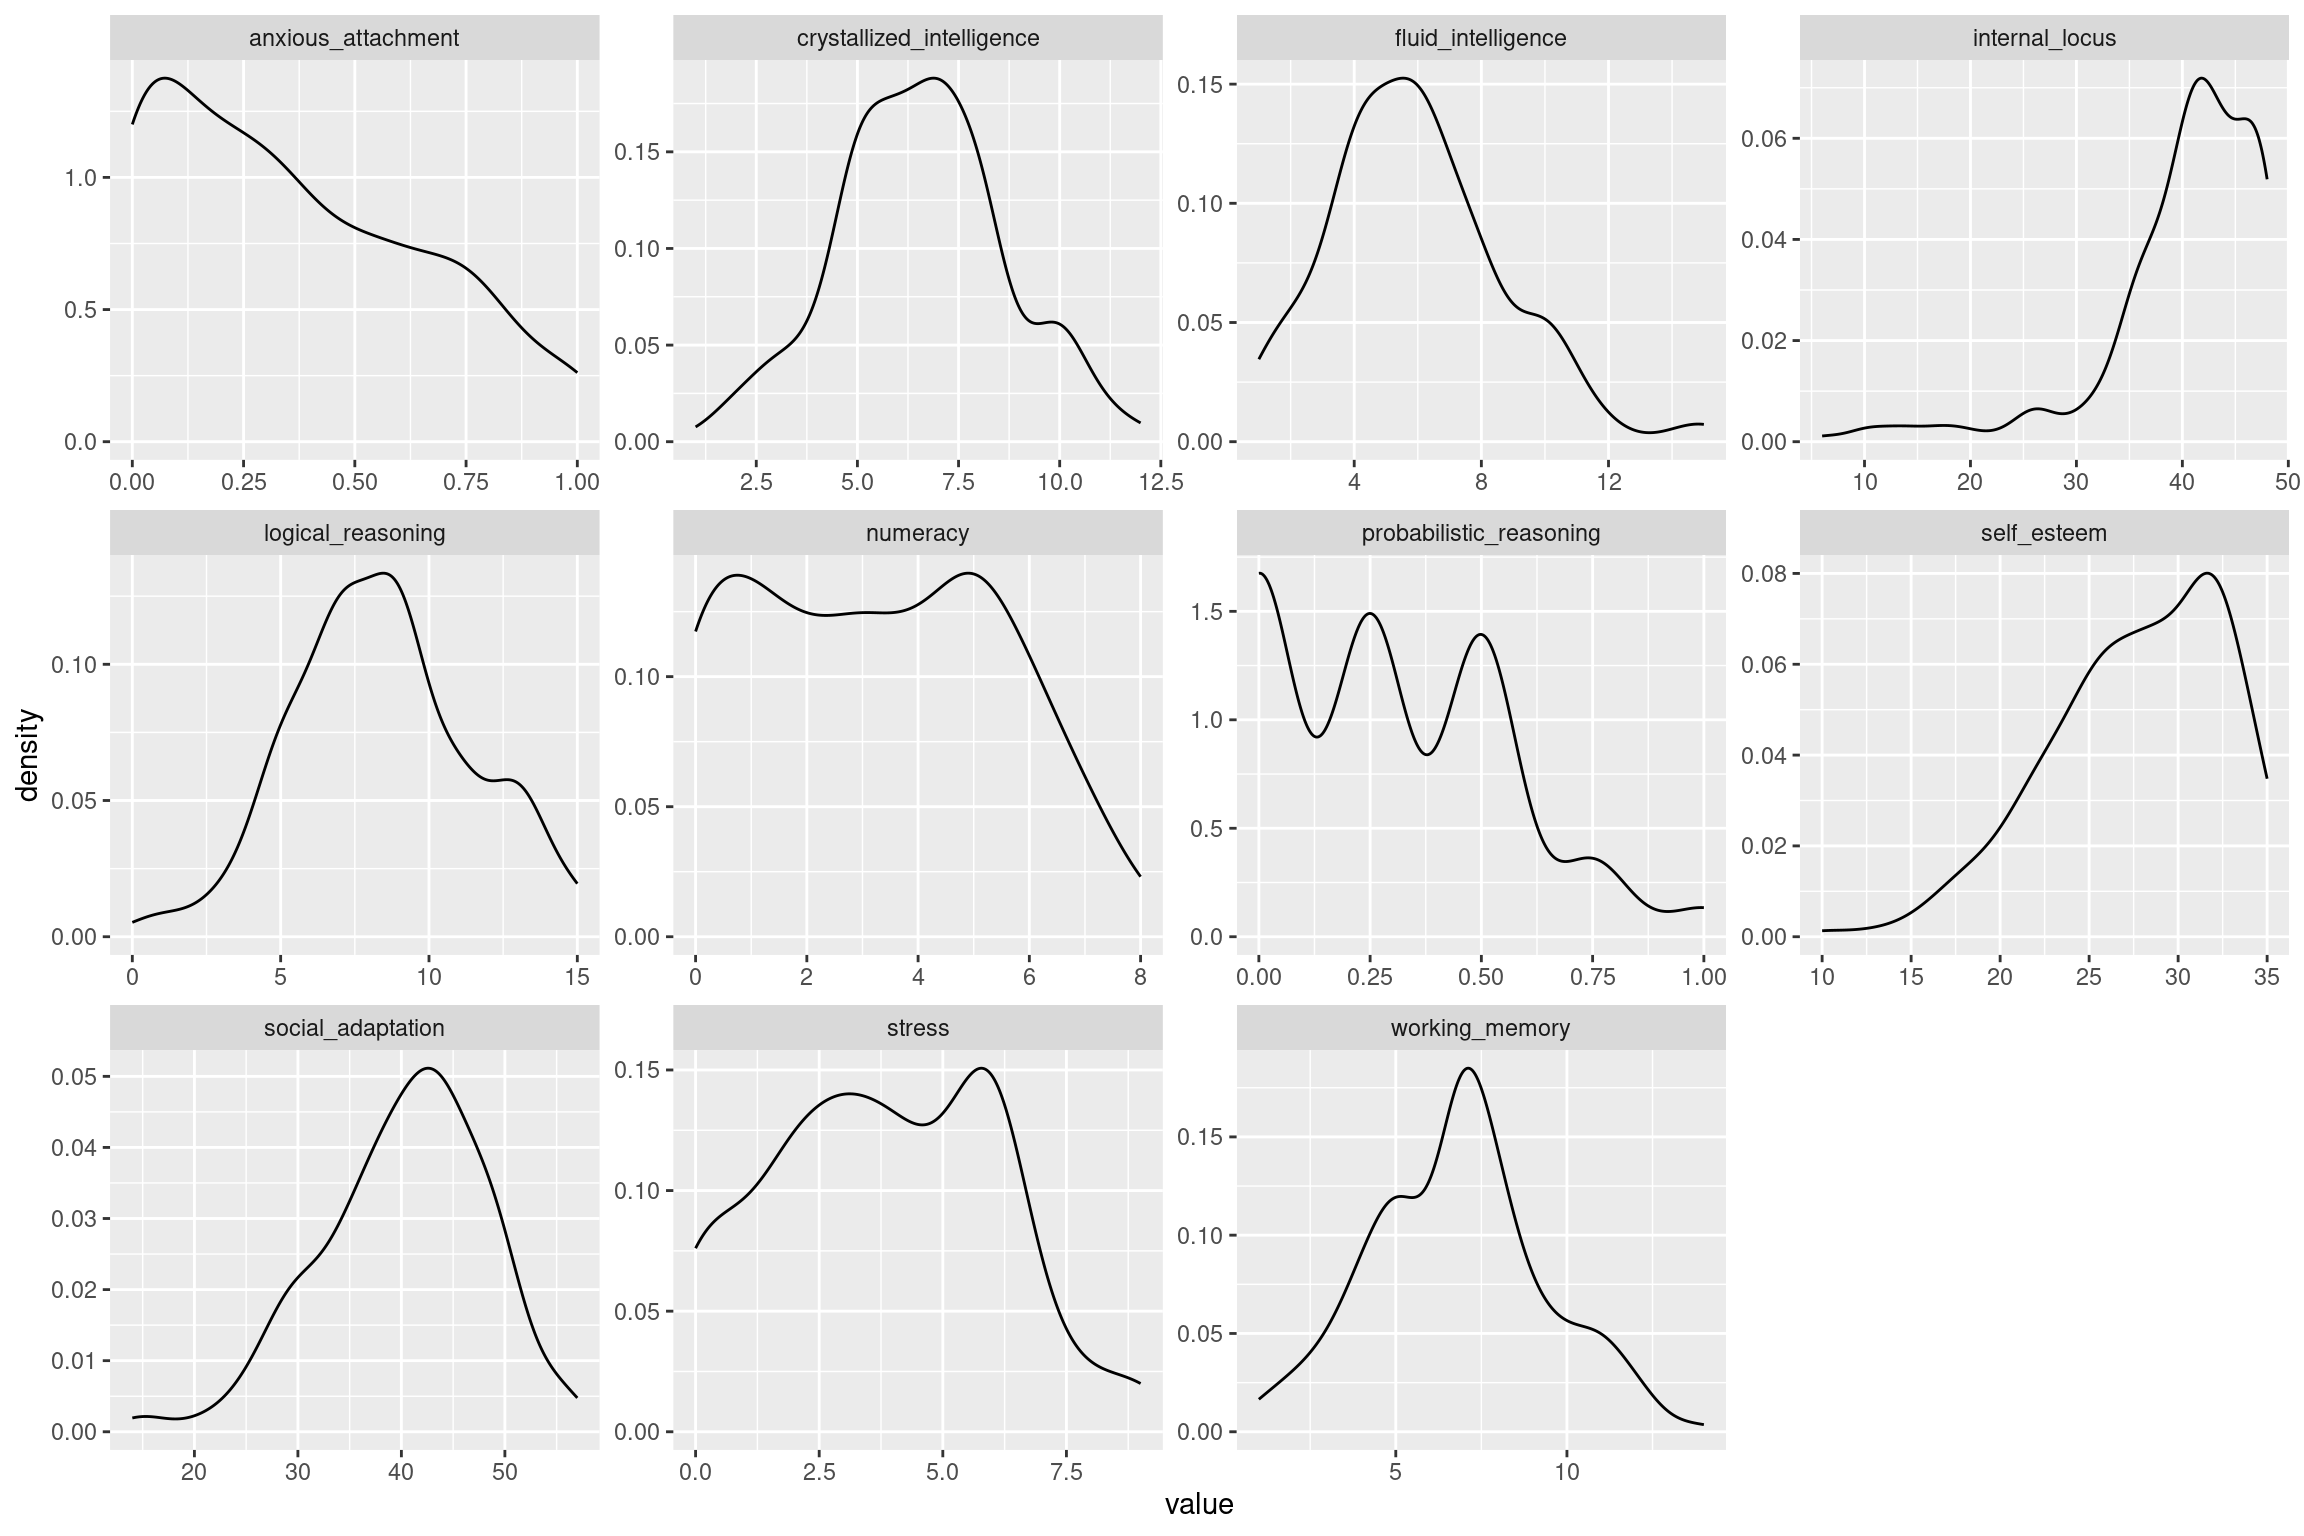 anxious_attachment
crystallized_intelligence
fluid_intelligence
internal_locus
1.0
0.5
0.0
0.15
0.10
0.05
0.00
0.15
0.10
0.05
0.00
0.06
0.04
0.02
0.00
0.00 0.25 0.50 0.75 1.00
2.5 5.0 7.5 10.0 12.5
4 8 12
10 20 30 40 50
logical_reasoning
numeracy
probabilistic_reasoning
self_esteem
0.10
0.05
0.00
0.10
0.05
0.00
1.5
1.0
0.5
0.0
0.08
0.06
0.04
0.02
0.00
0 5 10 15
0 2 4 6 8
0.00 0.25 0.50 0.75 1.00
10 15 20 25 30 35
social_adaptation
stress
working_memory
0.05
0.04
0.03
0.02
0.01
0.00
0.15
0.10
0.05
0.00
0.15
0.10
0.05
0.00
20 30 40 50
0.0 2.5 5.0 7.5
5 10
density
value